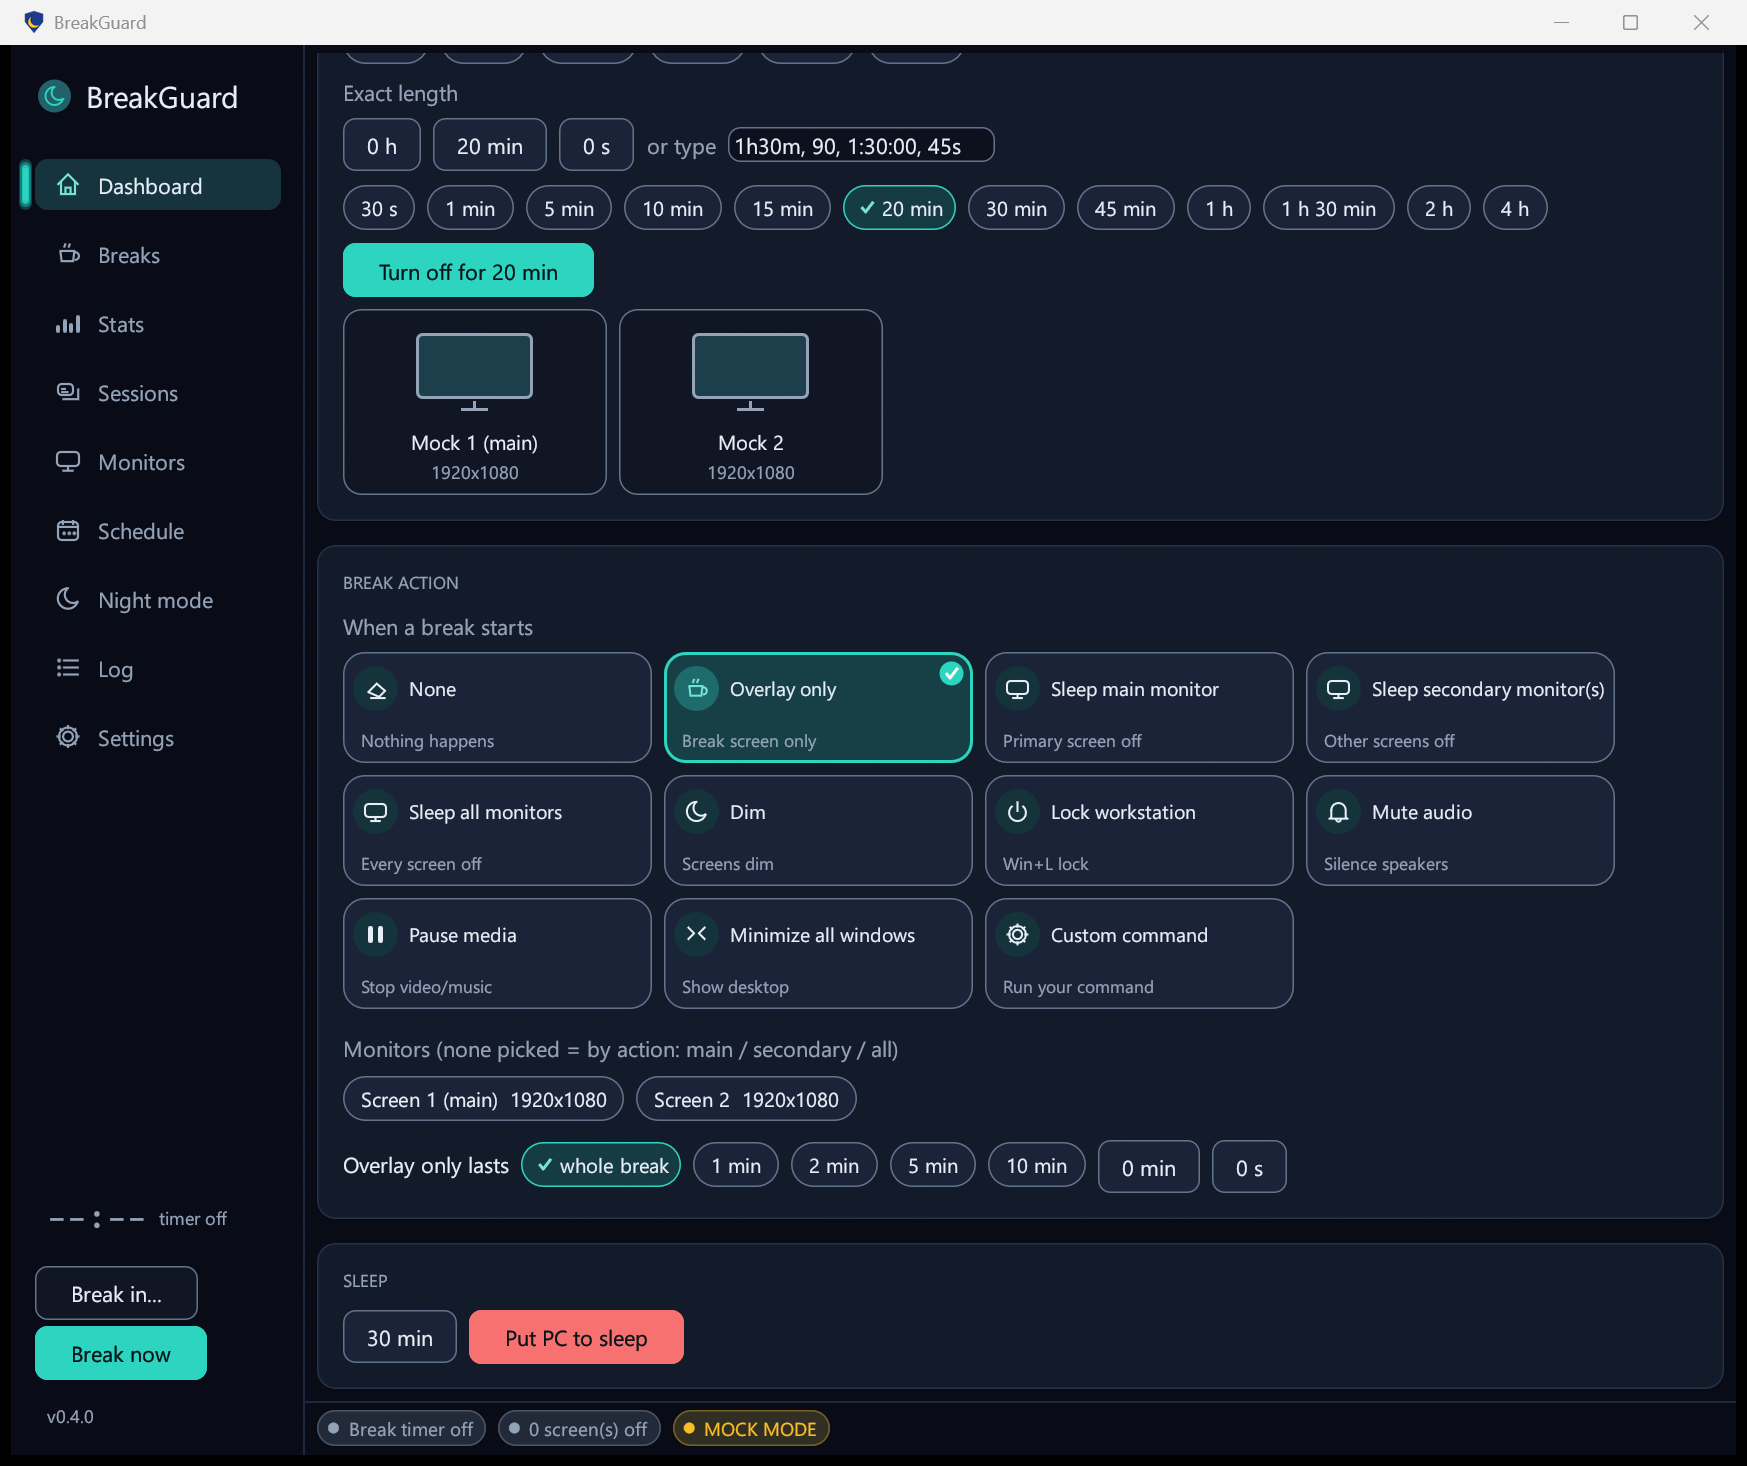 BreakGuard
BreakGuard
Dashboard
Breaks
Stats
Sessions
Monitors
Schedule
Night mode
Log
Settings
--:-- timer off
Break in...
Break now
v0.4.0
Exact length
0 h 20 min 0 s or type 1h30m, 90, 1:30:00, 45s
30 s 1 min 5 min 10 min 15 min 20 min 30 min 45 min 1 h 1 h 30 min 2 h 4 h
Turn off for 20 min
Mock 1 (main) Mock 2
1920x1080 1920x1080
BREAK ACTION
When a break starts
None Overlay only Sleep main monitor Sleep secondary monitor(s)
Nothing happens Break screen only Primary screen off Other screens off
Sleep all monitors Dim Lock workstation Mute audio
Every screen off Screens dim Win+L lock Silence speakers
Pause media Minimize all windows Custom command
Stop video/music Show desktop Run your command
Monitors (none picked = by action: main / secondary / all)
Screen 1 (main) 1920x1080 Screen 2 1920x1080
Overlay only lasts whole break 1 min 2 min 5 min 10 min 0 min 0 s
SLEEP
30 min Put PC to sleep
Break timer off 0 screen(s) off MOCK MODE